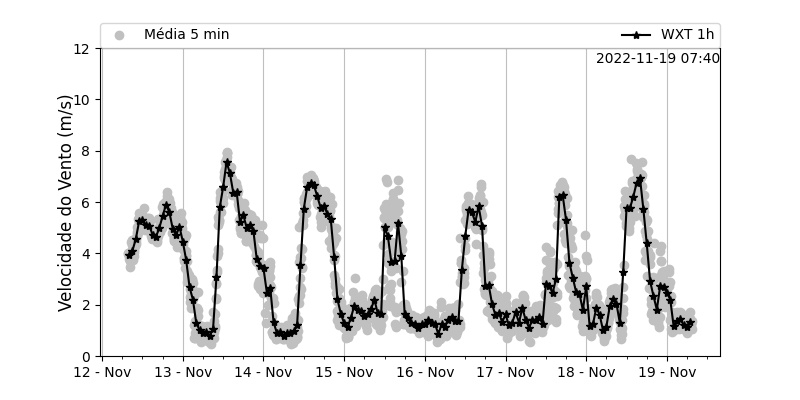 Média 5 min
WXT 1h
2022-11-19 07:40
Velocidade do Vento (m/s)
12
10
8
6
4
2
0
12 - Nov
13 - Nov
14 - Nov
15 - Nov
16 - Nov
17 - Nov
18 - Nov
19 - Nov